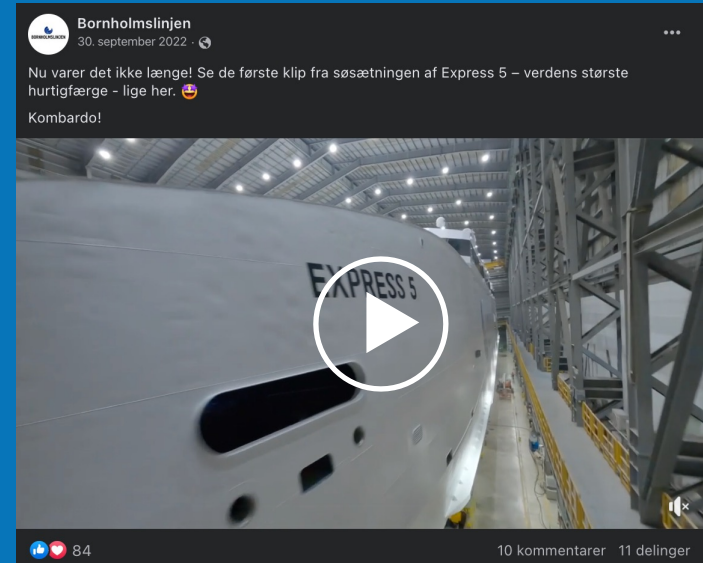 Bornholmslinjen
30. september 2022 ·
Nu varer det ikke længe! Se de første klip fra søsætningen af Express 5 – verdens største
hurtigfærge - lige her. 🤩
Kombardo!
BORNHOLMSLINJEN
EXPRESS 5
84
10 kommentarer 11 delinger